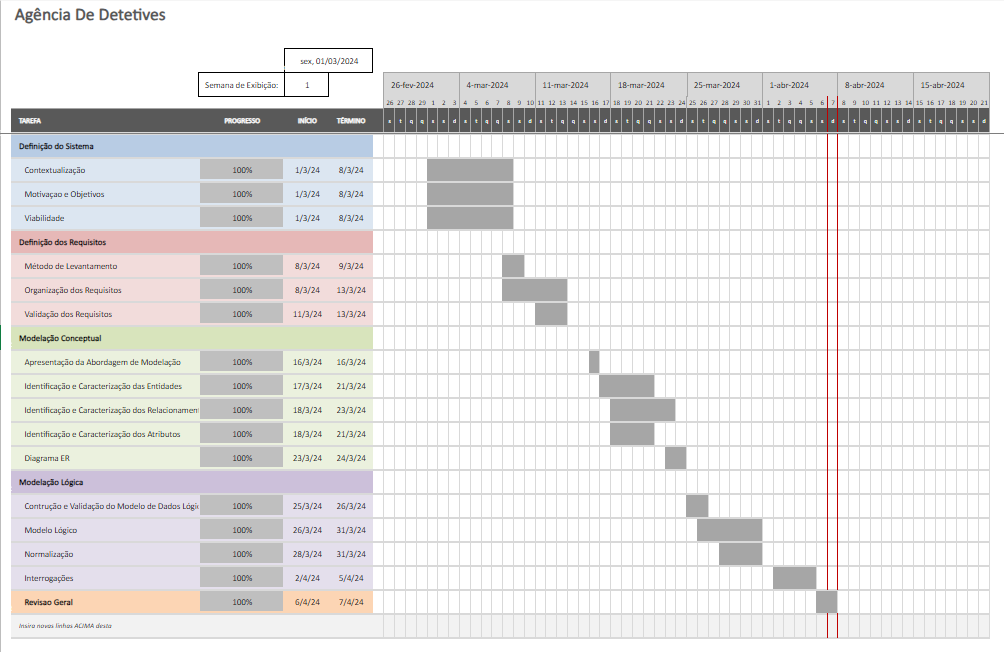 Agência De Detetives
sex, 01/03/2024
Semana de Exibição: 1
26-fev-2024 4-mar-2024 11-mar-2024 18-mar-2024 25-mar-2024 1-abr-2024 8-abr-2024 15-abr-2024
26 27 28 29 1 2 3 4 5 6 7 8 9 10 11 12 13 14 15 16 17 18 19 20 21 22 23 24 25 26 27 28 29 30 31 1 2 3 4 5 6 7 8 9 10 11 12 13 14 15 16 17 18 19 20 21
TAREFA PROGRESSO INÍCIO TÉRMINO s t q q s s d s t q q s s d s t q q s s d s t q q s s d s t q q s s d s t q q s s d s t q q s s d s t q q s s d
Definição do Sistema
Contextualização 100% 1/3/24 8/3/24
Motivaçao e Objetivos 100% 1/3/24 8/3/24
Viabilidade 100% 1/3/24 8/3/24
Definição dos Requisitos
Método de Levantamento 100% 8/3/24 9/3/24
Organização dos Requisitos 100% 8/3/24 13/3/24
Validação dos Requisitos 100% 11/3/24 13/3/24
Modelação Conceptual
Apresentação da Abordagem de Modelação 100% 16/3/24 16/3/24
Identificação e Caracterização das Entidades 100% 17/3/24 21/3/24
Identificação e Caracterização dos Relacionament 100% 18/3/24 23/3/24
Identificação e Caracterização dos Atributos 100% 18/3/24 21/3/24
Diagrama ER 100% 23/3/24 24/3/24
Modelação Lógica
Contrução e Validação do Modelo de Dados Lógic 100% 25/3/24 26/3/24
Modelo Lógico 100% 26/3/24 31/3/24
Normalização 100% 28/3/24 31/3/24
Interrogações 100% 2/4/24 5/4/24
Revisao Geral 100% 6/4/24 7/4/24
Insira novas linhas ACIMA desta